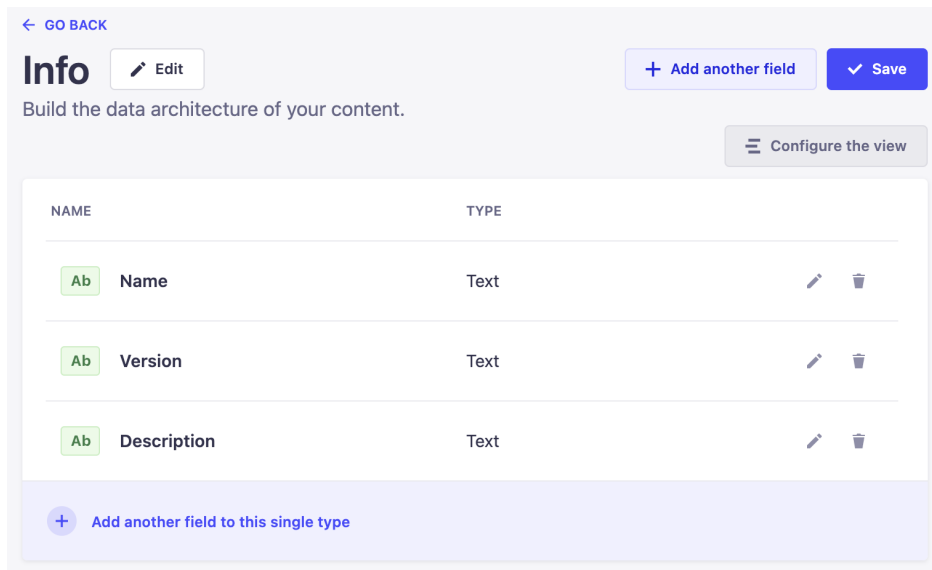 GO BACK
Info Edit Add another field Save
Build the data architecture of your content.
Configure the view
NAME TYPE
Ab Name Text
Ab Version Text
Ab Description Text
Add another field to this single type